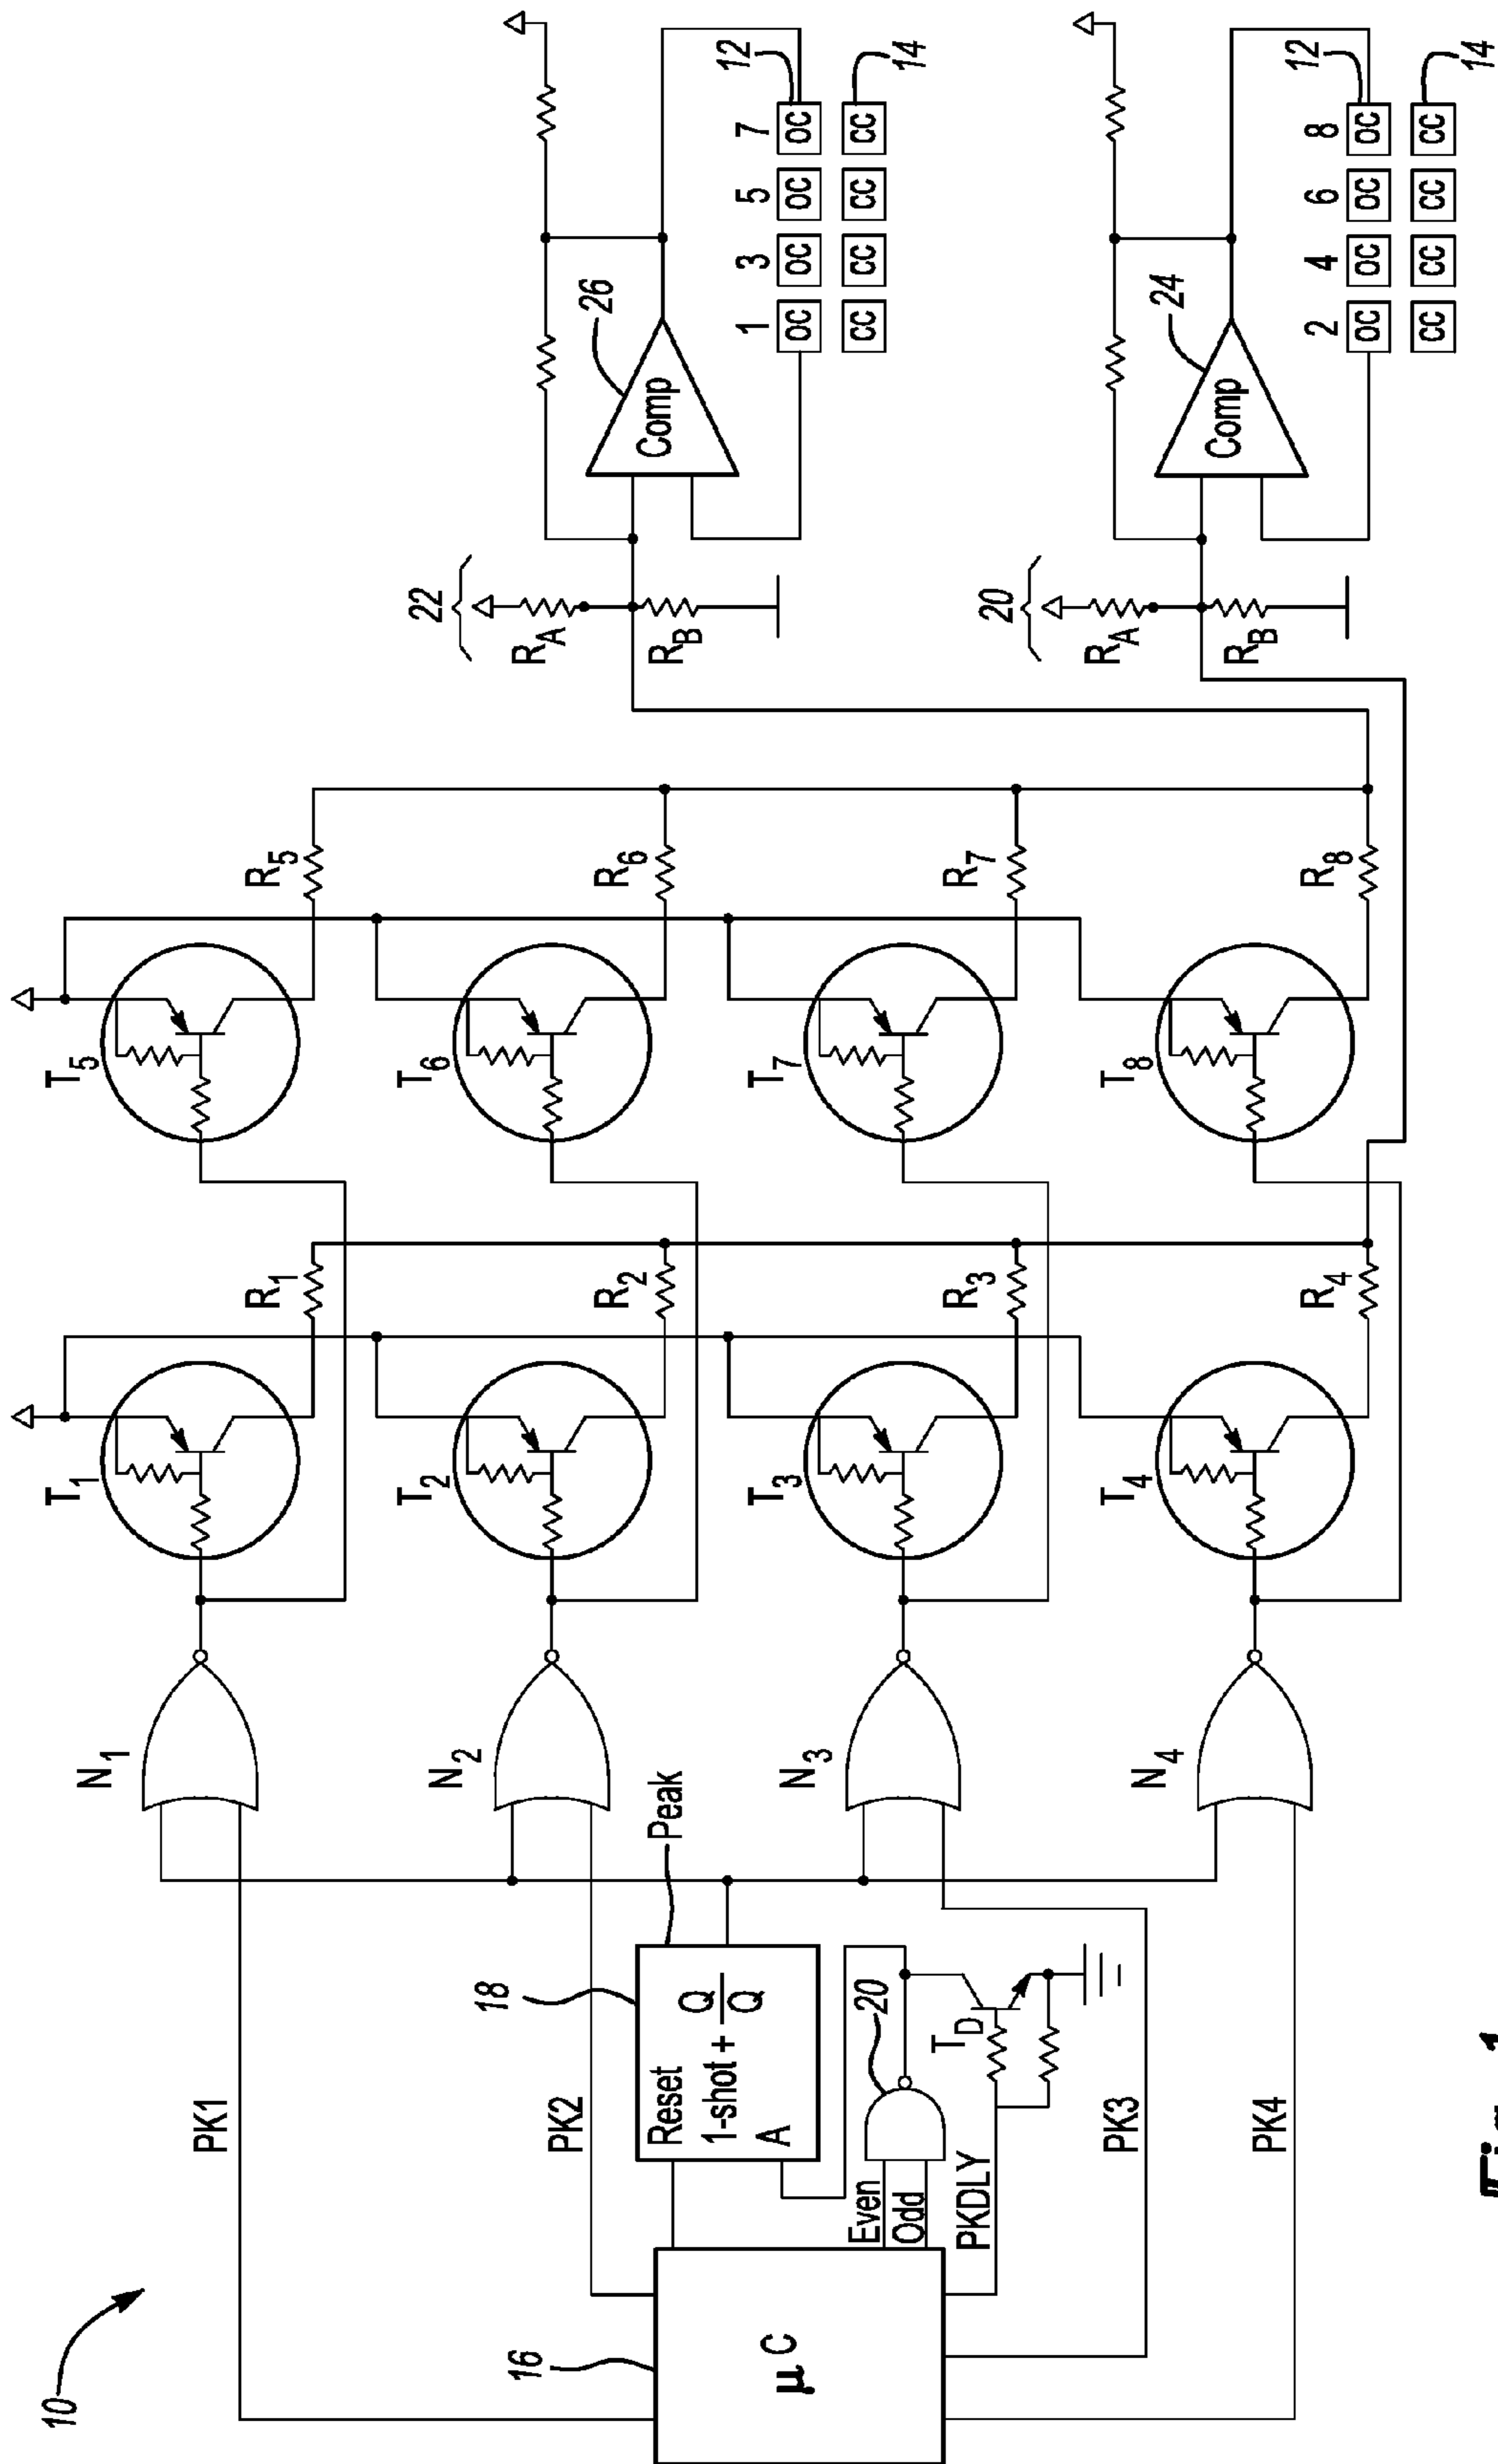 10
16
μC
PK1
PK2
PK3
PK4
Even
Odd
PKDLY
18
Reset
1-shot + Q
Q̅
A
Peak
20
T_D
N_1
N_2
N_3
N_4
T_1
T_2
T_3
T_4
R_1
R_2
R_3
R_4
T_5
T_6
T_7
T_8
R_5
R_6
R_7
R_8
22
R_A
R_B
26
Comp
1 3 5 7
OC OC OC OC
12
CC CC CC CC
14
20
R_A
R_B
24
Comp
2 4 6 8
OC OC OC OC
12
CC CC CC CC
14